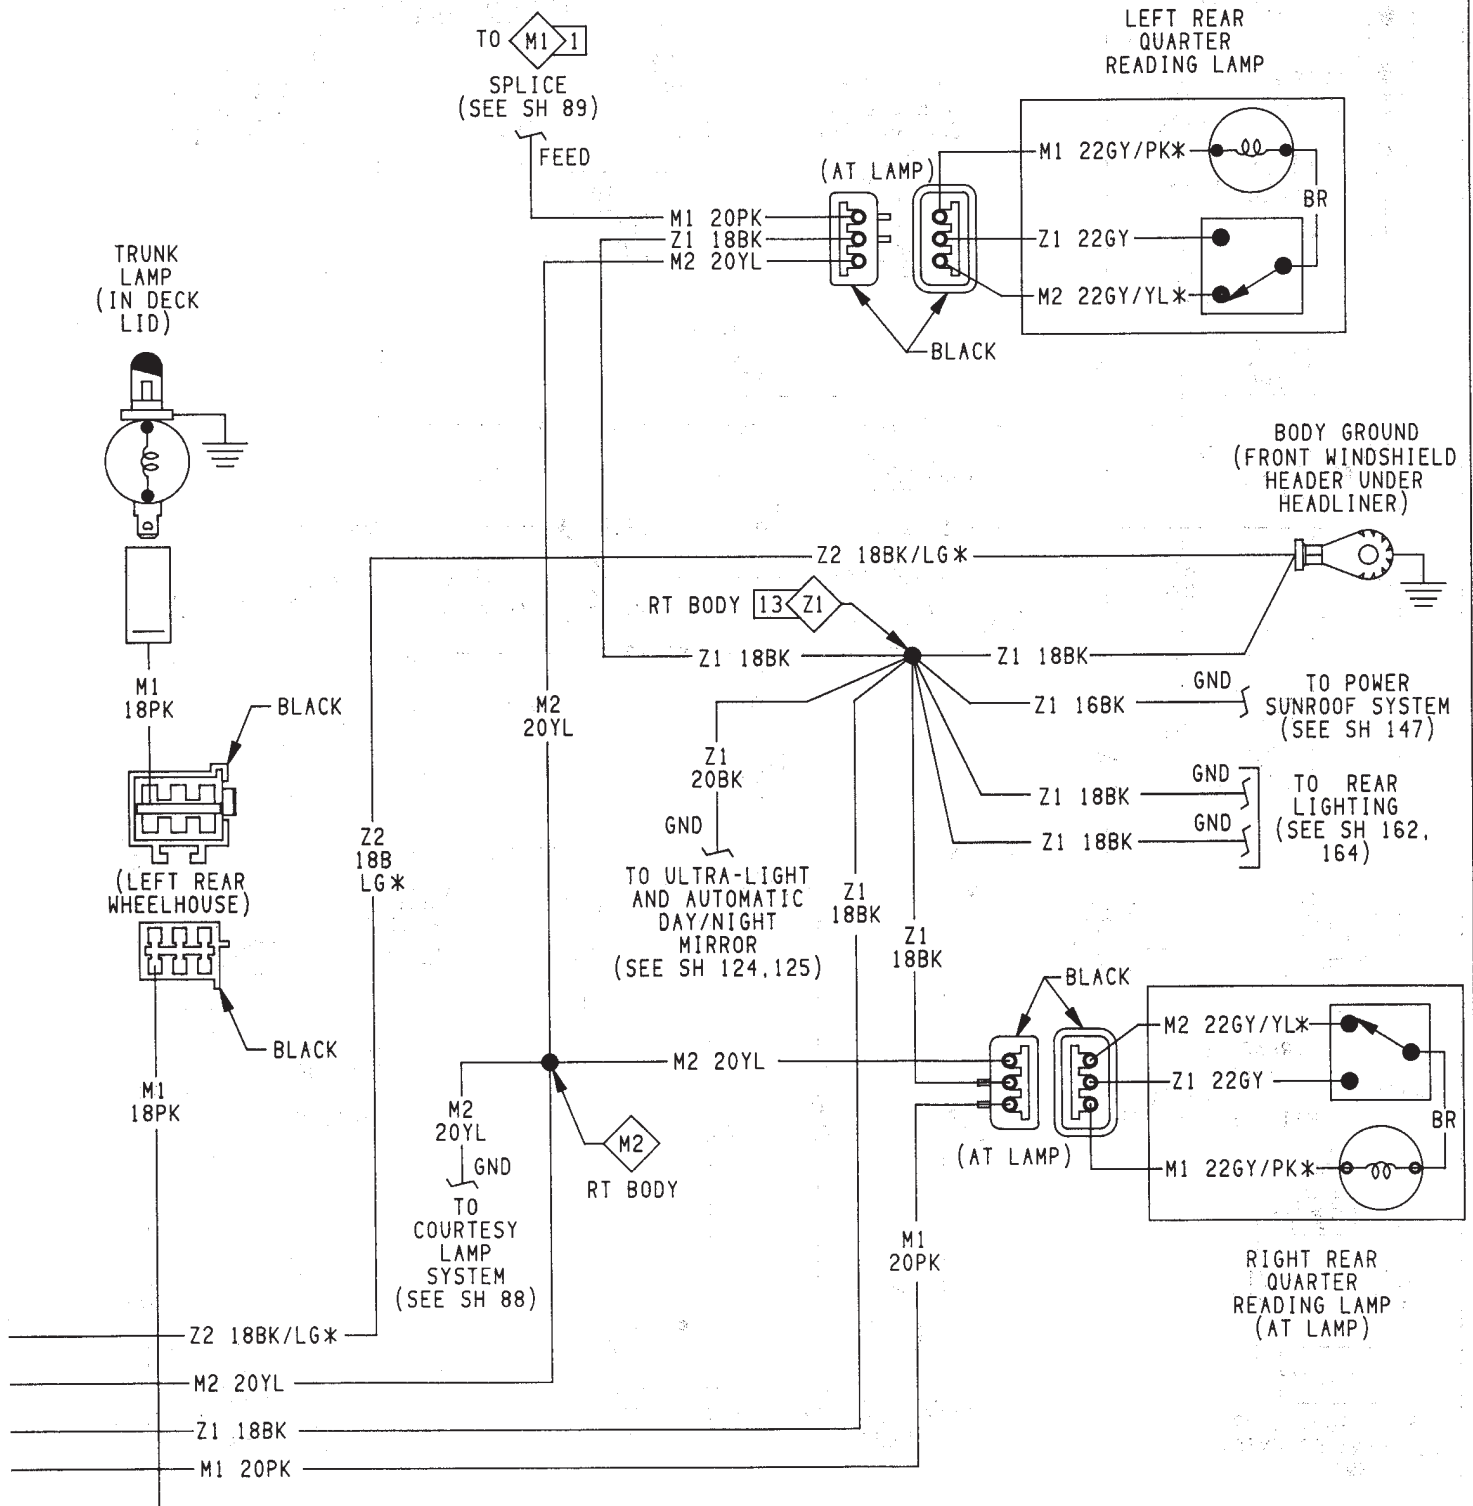 TO M1 1
SPLICE
(SEE SH 89)
FEED
LEFT REAR
QUARTER
READING LAMP
(AT LAMP)
M1 22GY/PK*
BR
M1 20PK
Z1 18BK
M2 20YL
Z1 22GY
M2 22GY/YL*
BLACK
TRUNK
LAMP
(IN DECK
LID)
BODY GROUND
(FRONT WINDSHIELD
HEADER UNDER
HEADLINER)
Z2 18BK/LG*
RT BODY 13 Z1
Z1 18BK
Z1 18BK
M1
18PK
BLACK
M2
20YL
GND
Z1 16BK
TO POWER
SUNROOF SYSTEM
(SEE SH 147)
Z1
20BK
GND
GND
Z1 18BK
GND
Z1 18BK
TO REAR
LIGHTING
(SEE SH 162,
164)
Z2
18B
LG*
(LEFT REAR
WHEELHOUSE)
TO ULTRA-LIGHT
AND AUTOMATIC
DAY/NIGHT
MIRROR
(SEE SH 124,125)
Z1
18BK
Z1
18BK
BLACK
BLACK
M2 22GY/YL*
M2 20YL
Z1 22GY
BR
M1
18PK
M2
20YL
GND
M2
RT BODY
(AT LAMP)
M1 22GY/PK*
TO
COURTESY
LAMP
SYSTEM
(SEE SH 88)
M1
20PK
RIGHT REAR
QUARTER
READING LAMP
(AT LAMP)
Z2 18BK/LG*
M2 20YL
Z1 18BK
M1 20PK